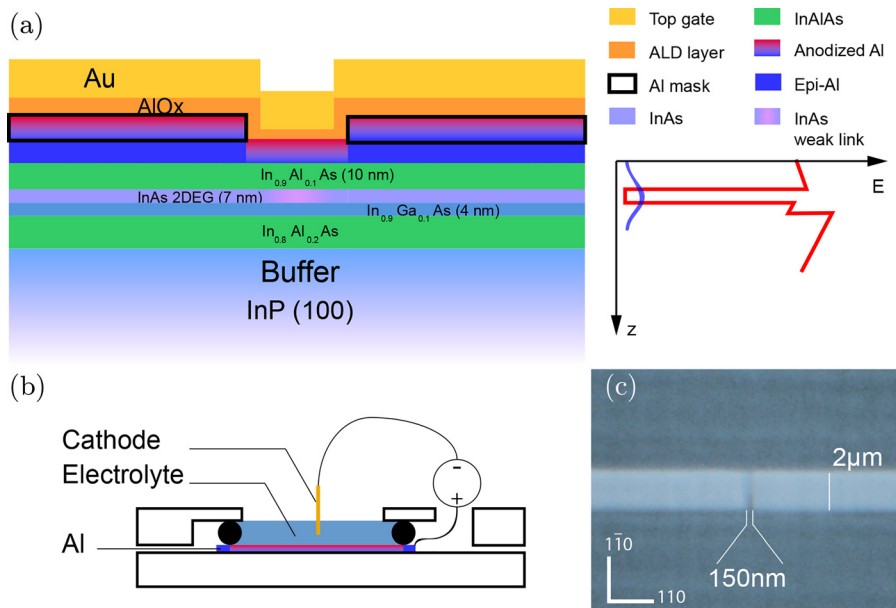 (a)
Top gate
InAlAs
ALD layer
Anodized Al
Al mask
Epi-Al
InAs
InAs
weak link
Au
AlOx
In0.9Al0.1As (10 nm)
InAs 2DEG (7 nm)
In0.9Ga0.1As (4 nm)
In0.8Al0.2As
Buffer
InP (100)
E
z
(b)
Cathode
Electrolyte
Al
-
+
(c)
2μm
150nm
11̄0
110